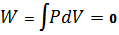 W = ∫PdV = 0